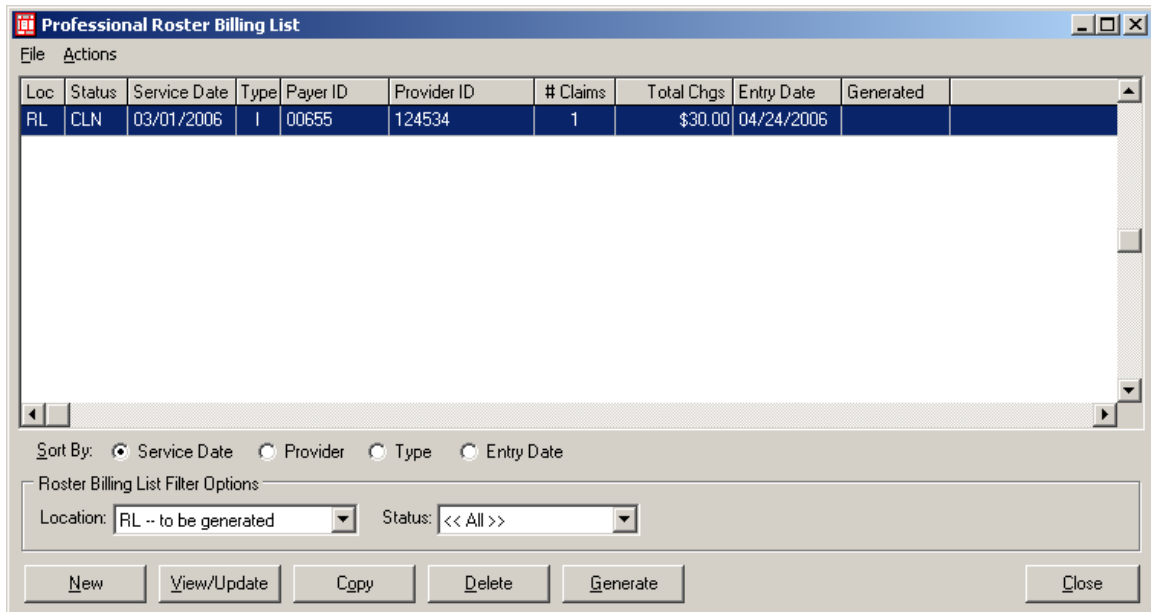 Professional Roster Billing List
File Actions
Loc Status Service Date Type Payer ID Provider ID # Claims Total Chgs Entry Date Generated
RL CLN 03/01/2006 I 00655 124534 1 $30.00 04/24/2006
Sort By: Service Date Provider Type Entry Date
Roster Billing List Filter Options
Location: RL -- to be generated Status: << All >>
New View/Update Copy Delete Generate Close